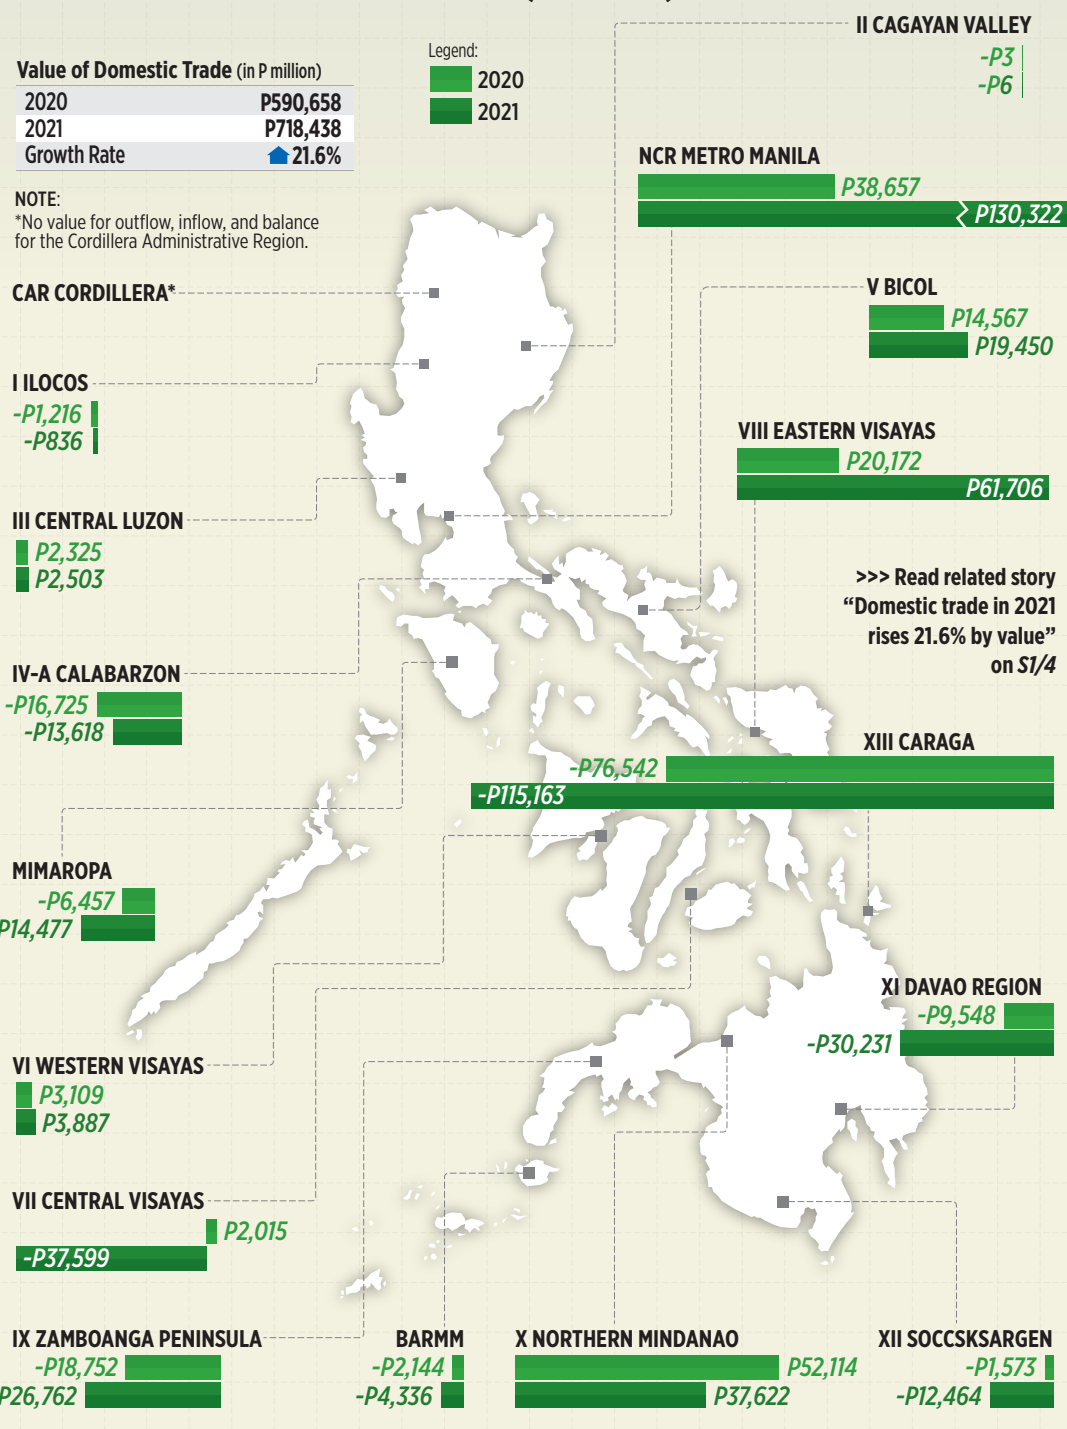 II CAGAYAN VALLEY
-P3
-P6
Legend:
2020
2021
Value of Domestic Trade (in P million)
2020 P590,658
2021 P718,438
Growth Rate 21.6%
NOTE:
*No value for outflow, inflow, and balance
for the Cordillera Administrative Region.
NCR METRO MANILA
P38,657
P130,322
CAR CORDILLERA*
V BICOL
P14,567
P19,450
I ILOCOS
-P1,216
-P836
VIII EASTERN VISAYAS
P20,172
P61,706
III CENTRAL LUZON
P2,325
P2,503
>>> Read related story
“Domestic trade in 2021
rises 21.6% by value”
on S1/4
IV-A CALABARZON
-P16,725
-P13,618
XIII CARAGA
-P76,542
-P115,163
MIMAROPA
-P6,457
P14,477
XI DAVAO REGION
-P9,548
-P30,231
VI WESTERN VISAYAS
P3,109
P3,887
VII CENTRAL VISAYAS
P2,015
-P37,599
IX ZAMBOANGA PENINSULA
-P18,752
P26,762
BARMM
-P2,144
-P4,336
X NORTHERN MINDANAO
P52,114
P37,622
XII SOCCSKSARGEN
-P1,573
-P12,464